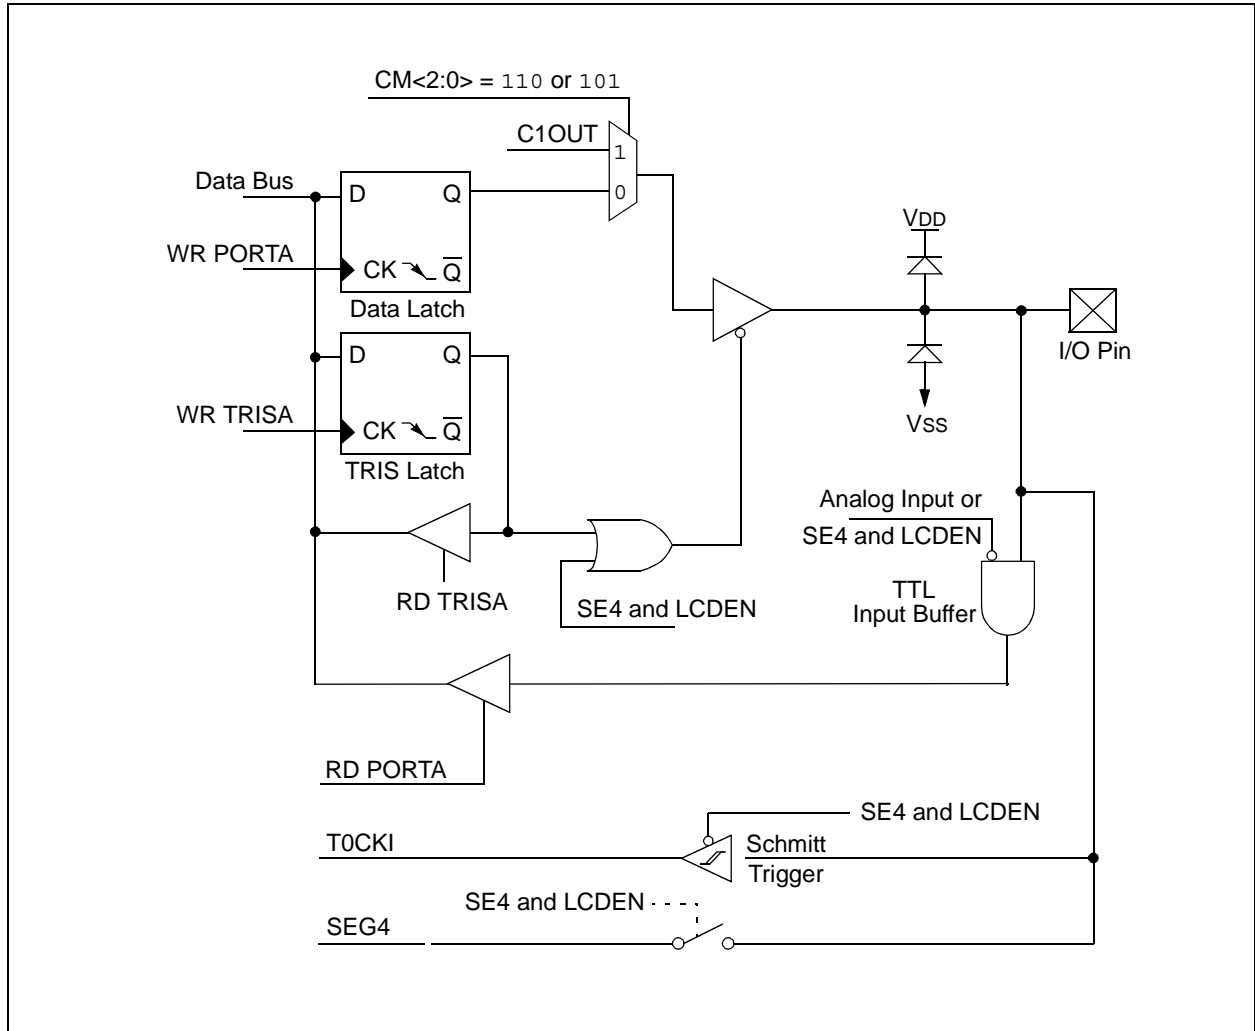 CM<2:0> = 110 or 101
C1OUT
1
0
Data Bus
D Q
WR PORTA
CK Q̅
Data Latch
D Q
WR TRISA
CK Q̅
TRIS Latch
VDD
I/O Pin
VSS
Analog Input or
SE4 and LCDEN
RD TRISA
SE4 and LCDEN
TTL
Input Buffer
RD PORTA
SE4 and LCDEN
T0CKI
Schmitt
Trigger
SE4 and LCDEN
SEG4